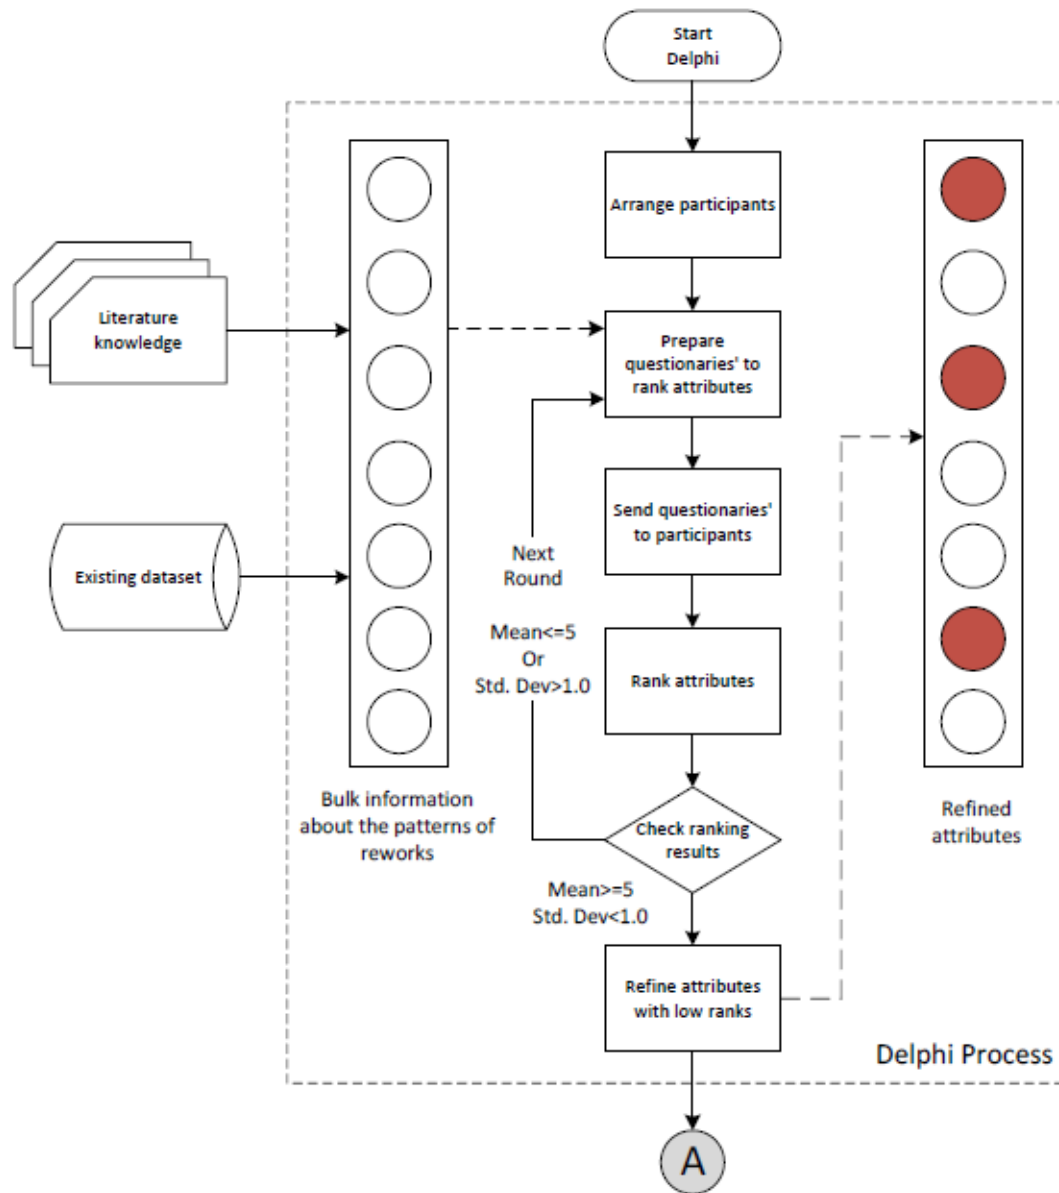 Start
Delphi
Arrange participants
Literature
knowledge
Prepare
questionaries' to
rank attributes
Send questionaries'
to participants
Existing dataset
Next
Round
Mean<=5
Or
Std. Dev>1.0
Rank attributes
Bulk information
about the patterns of
reworks
Check ranking
results
Refined
attributes
Mean>=5
Std. Dev<1.0
Refine attributes
with low ranks
Delphi Process
A